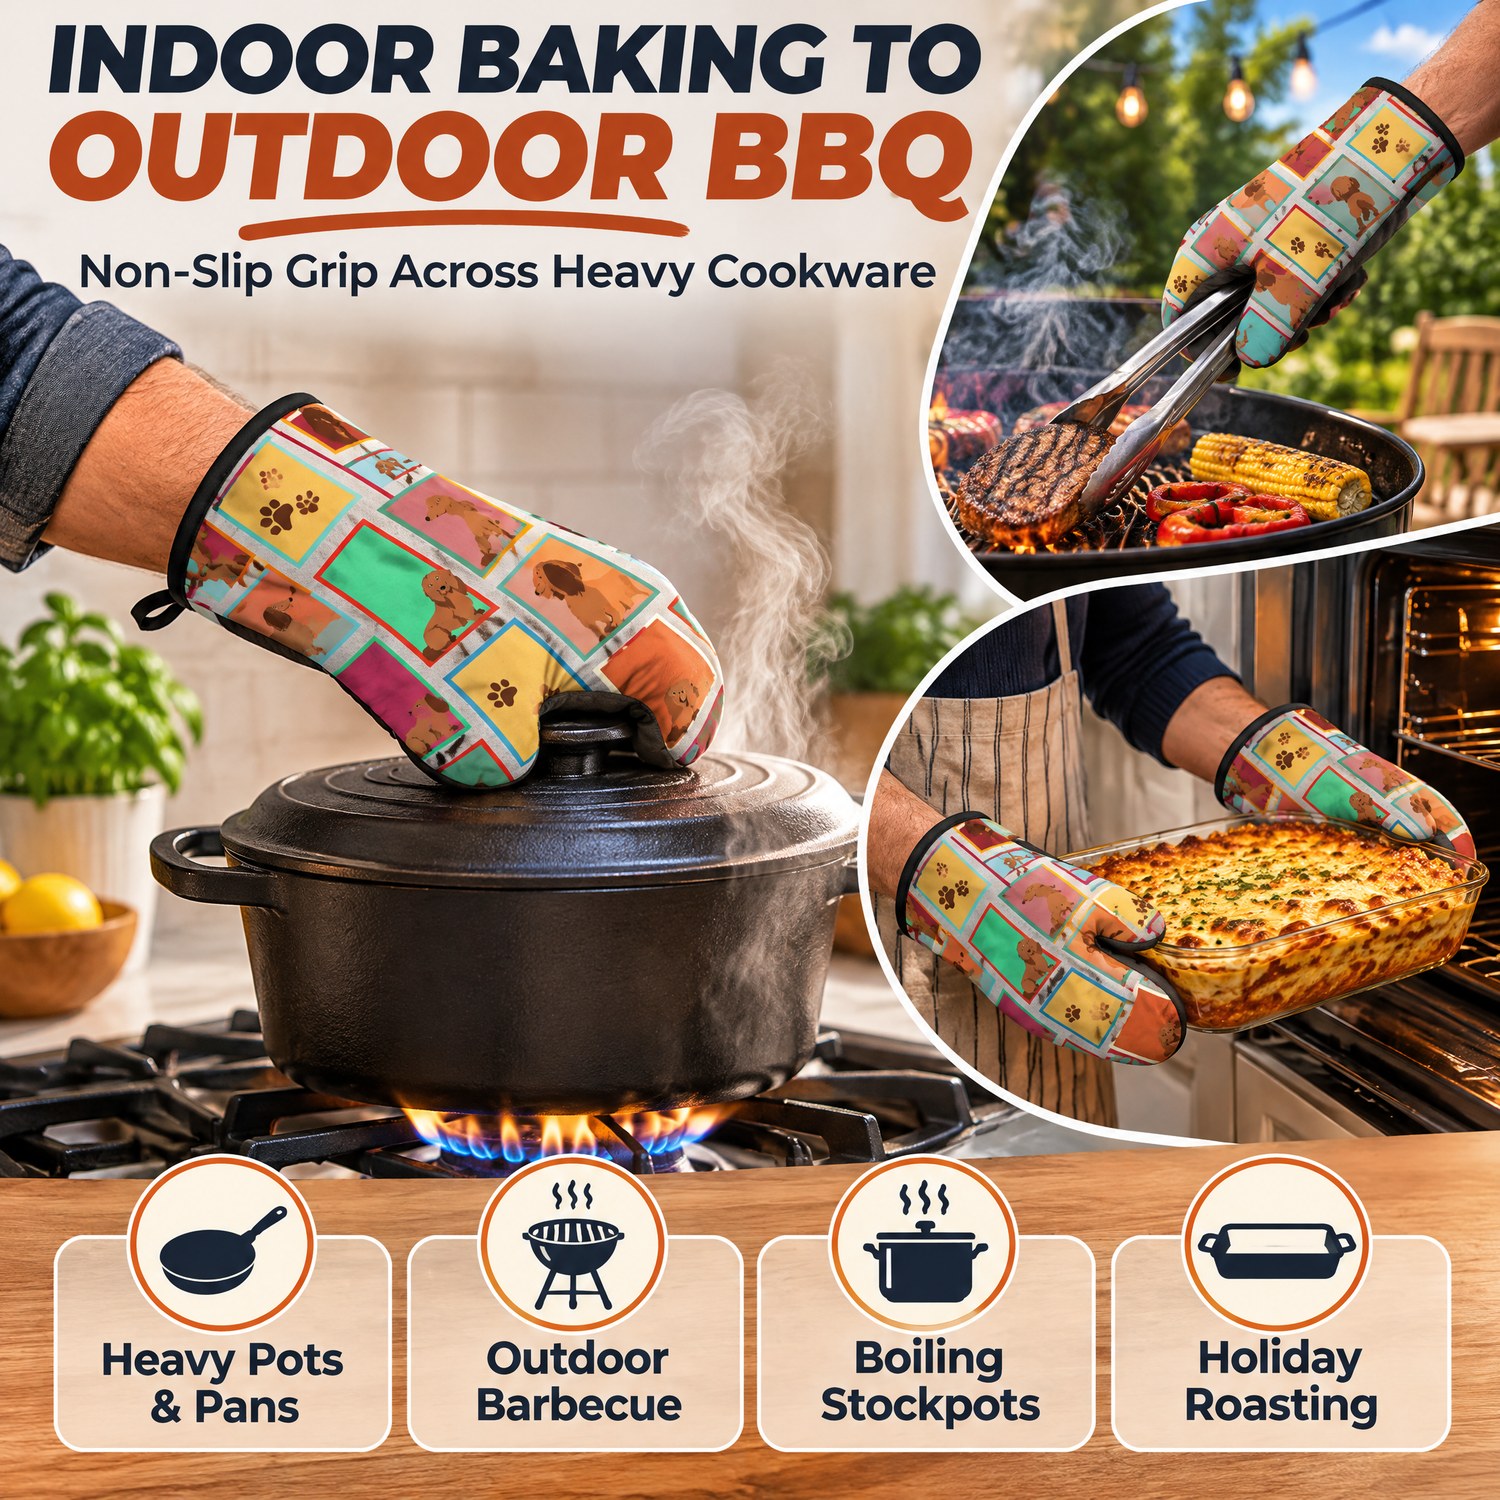 INDOOR BAKING TO
OUTDOOR BBQ
Non-Slip Grip Across Heavy Cookware
Heavy Pots
& Pans
Outdoor
Barbecue
Boiling
Stockpots
Holiday
Roasting